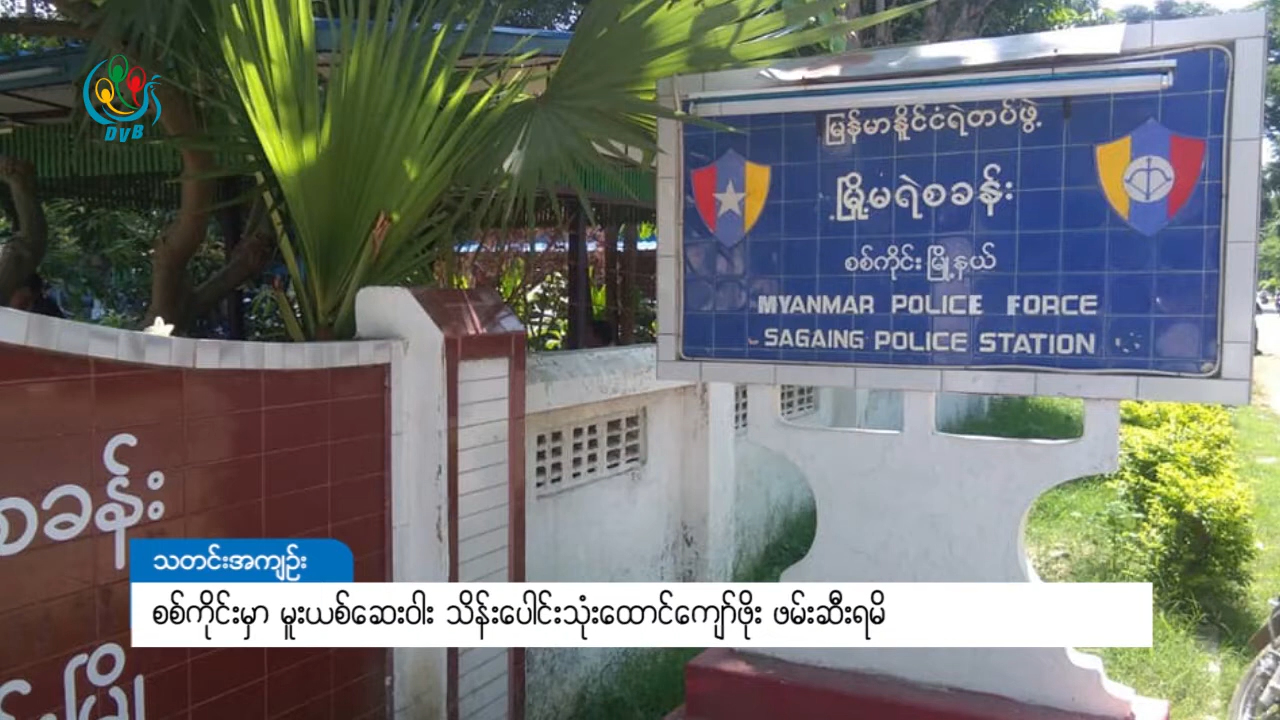 DVB
မြန်မာနိုင်ငံရဲတပ်ဖွဲ့
မြို့မရဲစခန်း
စစ်ကိုင်းမြို့နယ်
MYANMAR POLICE FORCE
SAGAING POLICE STATION
စခန်း
မြို့
သတင်းအကျဉ်း
စစ်ကိုင်းမှာ မူးယစ်ဆေးဝါး သိန်းပေါင်းသုံးထောင်ကျော်ဖိုး ဖမ်းဆီးရမိ